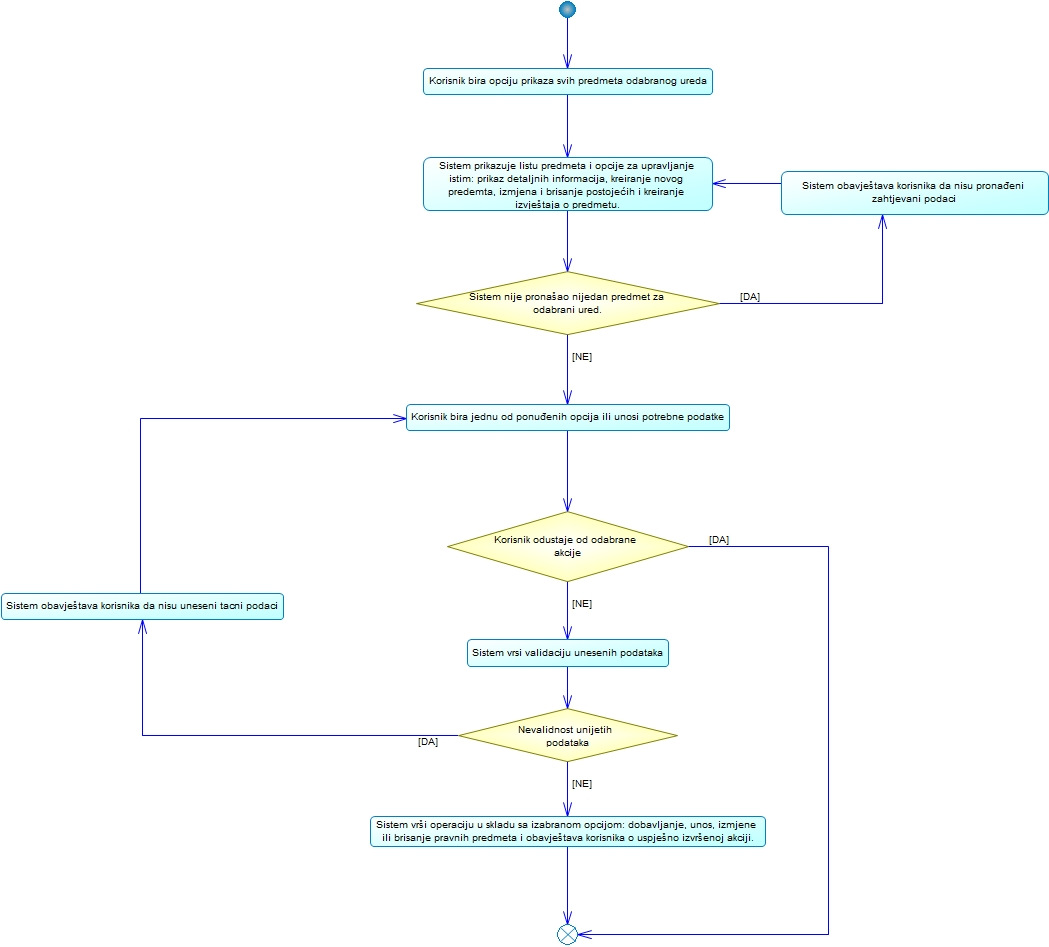 Korisnik bira opciju prikaza svih predmeta odabranog ureda
Sistem prikazuje listu predmeta i opcije za upravljanje
istim: prikaz detaljnih informacija, kreiranje novog
predemta, izmjena i brisanje postojećih i kreiranje
izvještaja o predmetu.
Sistem obavještava korisnika da nisu pronađeni
zahtjevani podaci
Sistem nije pronašao nijedan predmet za
odabrani ured.
[DA]
[NE]
Korisnik bira jednu od ponuđenih opcija ili unosi potrebne podatke
Korisnik odustaje od odabrane
akcije
[DA]
[NE]
Sistem obavještava korisnika da nisu uneseni tacni podaci
Sistem vrsi validaciju unesenih podataka
Nevalidnost unijetih
podataka
[DA]
[NE]
Sistem vrši operaciju u skladu sa izabranom opcijom: dobavljanje, unos, izmjene
ili brisanje pravnih predmeta i obavještava korisnika o uspješno izvršenoj akciji.